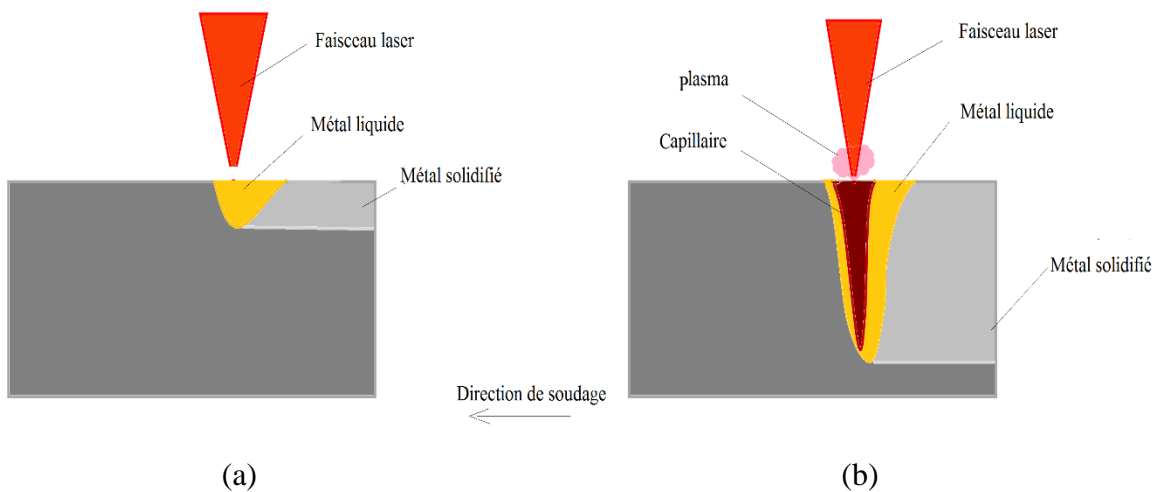 Faisceau laser
Métal liquide
Métal solidifié
Faisceau laser
plasma
Métal liquide
Capillaire
Métal solidifié
Direction de soudage
(a)
(b)